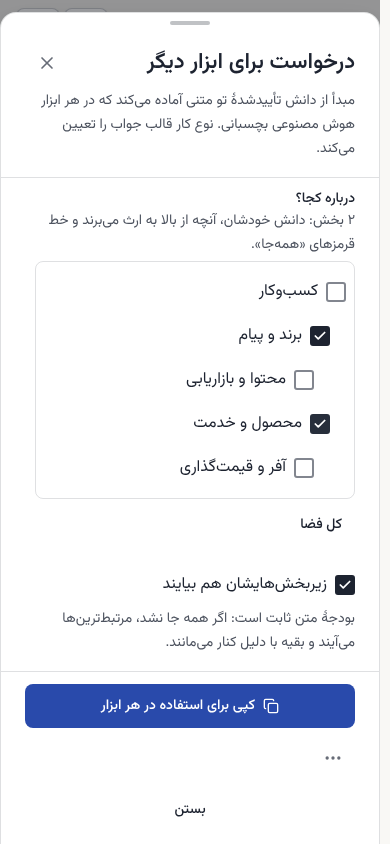 درخواست برای ابزار دیگر
مبدأ از دانش تأییدشدهٔ تو متنی آماده می‌کند که در هر ابزار
هوش مصنوعی بچسبانی. نوع کار قالب جواب را تعیین
می‌کند.
درباره کجا؟
۲ بخش: دانش خودشان، آنچه از بالا به ارث می‌برند و خط
قرمزهای «همه‌جا».
کسب‌وکار
برند و پیام
محتوا و بازاریابی
محصول و خدمت
آفر و قیمت‌گذاری
کل فضا
زیربخش‌هایشان هم بیایند
بودجهٔ متن ثابت است: اگر همه جا نشد، مرتبط‌ترین‌ها
می‌آیند و بقیه با دلیل کنار می‌مانند.
کپی برای استفاده در هر ابزار
بستن